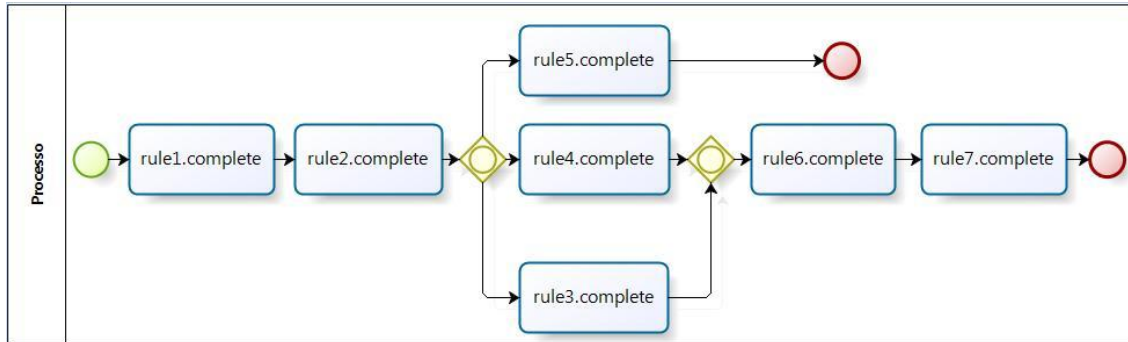 Processo
rule5.complete
rule1.complete
rule2.complete
rule4.complete
rule6.complete
rule7.complete
rule3.complete